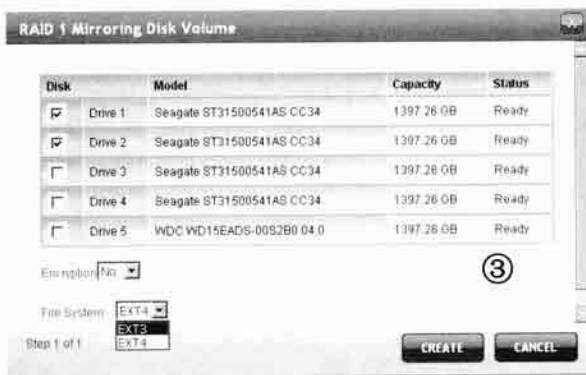 RAID 1 Mirroring Disk Volume
Disk Model Capacity Status
Drive 1 Seagate ST31500541AS CC34 1397.26 GB Ready
Drive 2 Seagate ST31500541AS CC34 1397.26 GB Ready
Drive 3 Seagate ST31500541AS CC34 1397.26 GB Ready
Drive 4 Seagate ST31500541AS CC34 1397.26 GB Ready
Drive 5 WDC WD15EADS-00S2B0 04.0 1397.26 GB Ready
Encryption No
③
File System: EXT4
EXT3
EXT4
Step 1 of 1
CREATE CANCEL